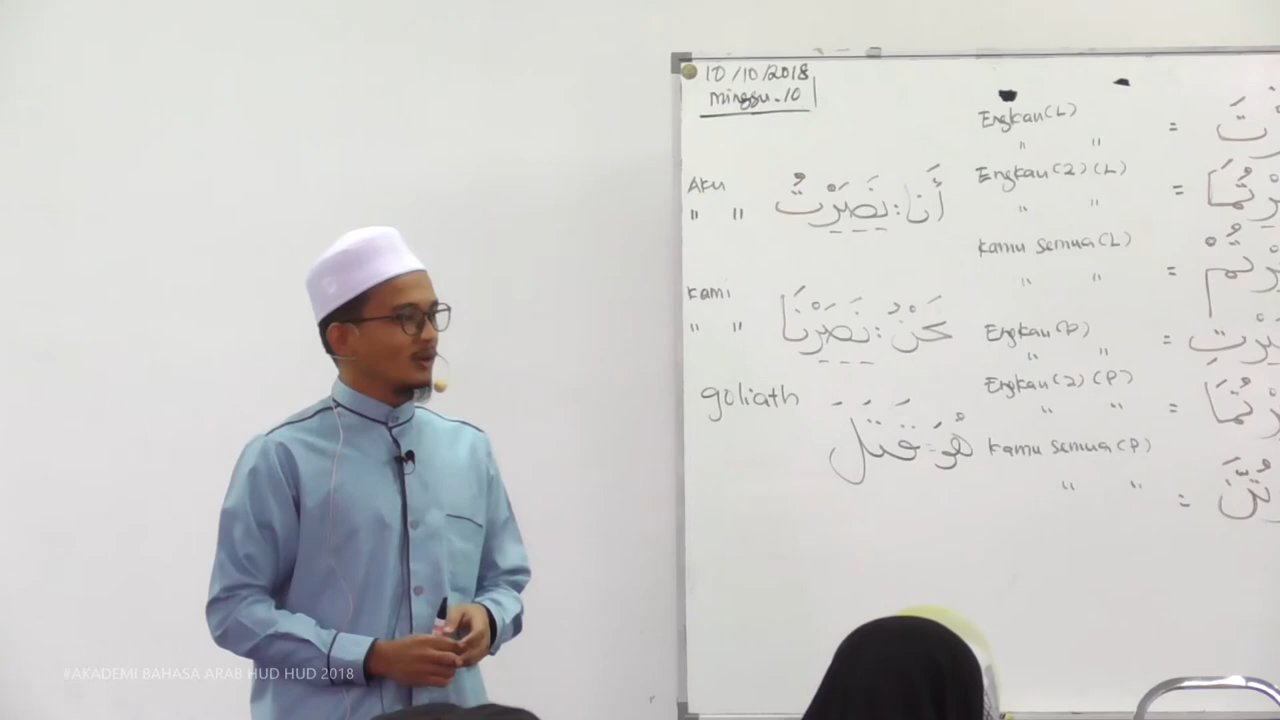 10/10/2018
minggu-10
Aku
" "
أَنَا: نَصَرْتُ
Kami
" "
نَحْنُ: نَصَرْنَا
goliath
هُوَ: قَتَلَ
Engkau(L)
" " =
Engkau(2)(L)
" " =
Kamu semua(L)
" " =
Engkau(P)
" " =
Engkau(2)(P)
" " =
Kamu semua(P)
" " =
#AKADEMI BAHASA ARAB HUD HUD 2018